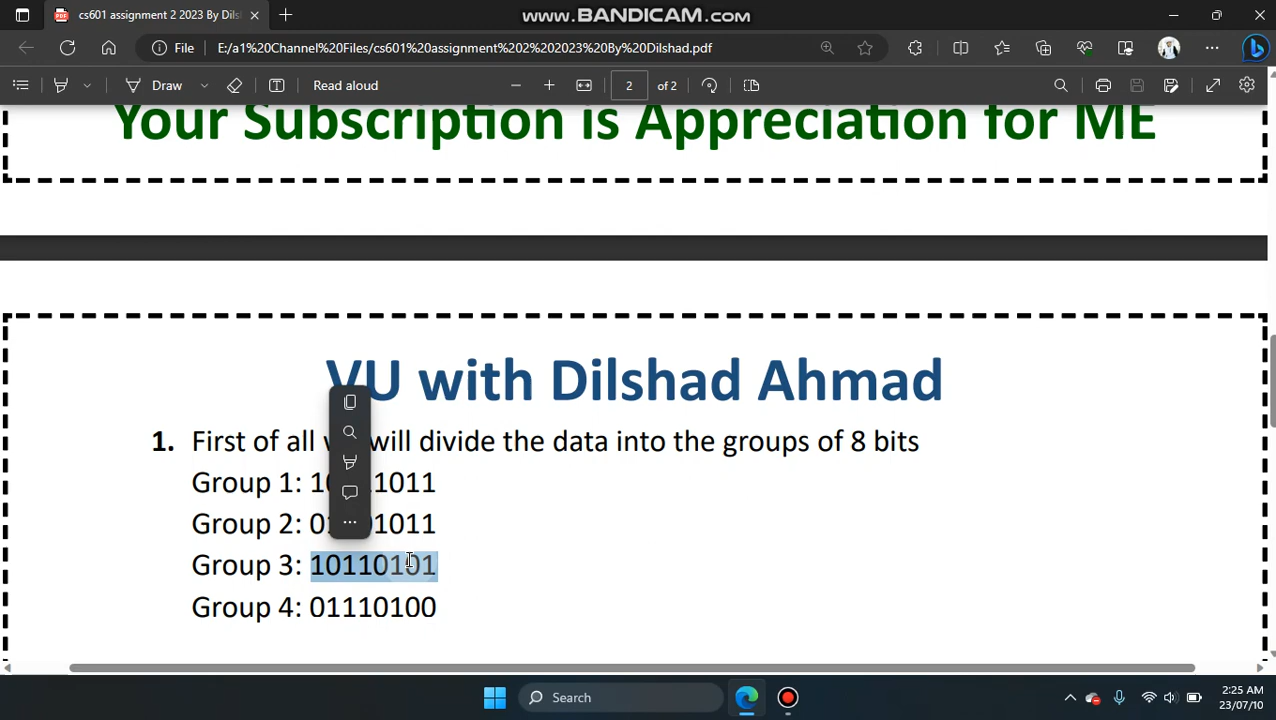 www.BANDICAM.com
cs601 assignment 2 2023 By Dils
File E:/a1%20Channel%20Files/cs601%20assignment%202%202023%20By%20Dilshad.pdf
Draw Read aloud 2 of 2
Your Subscription is Appreciation for ME
VU with Dilshad Ahmad
1. First of all will divide the data into the groups of 8 bits
Group 1:
Group 2:
Group 3: 10110101
Group 4: 01110100
Search
2:25 AM
23/07/10